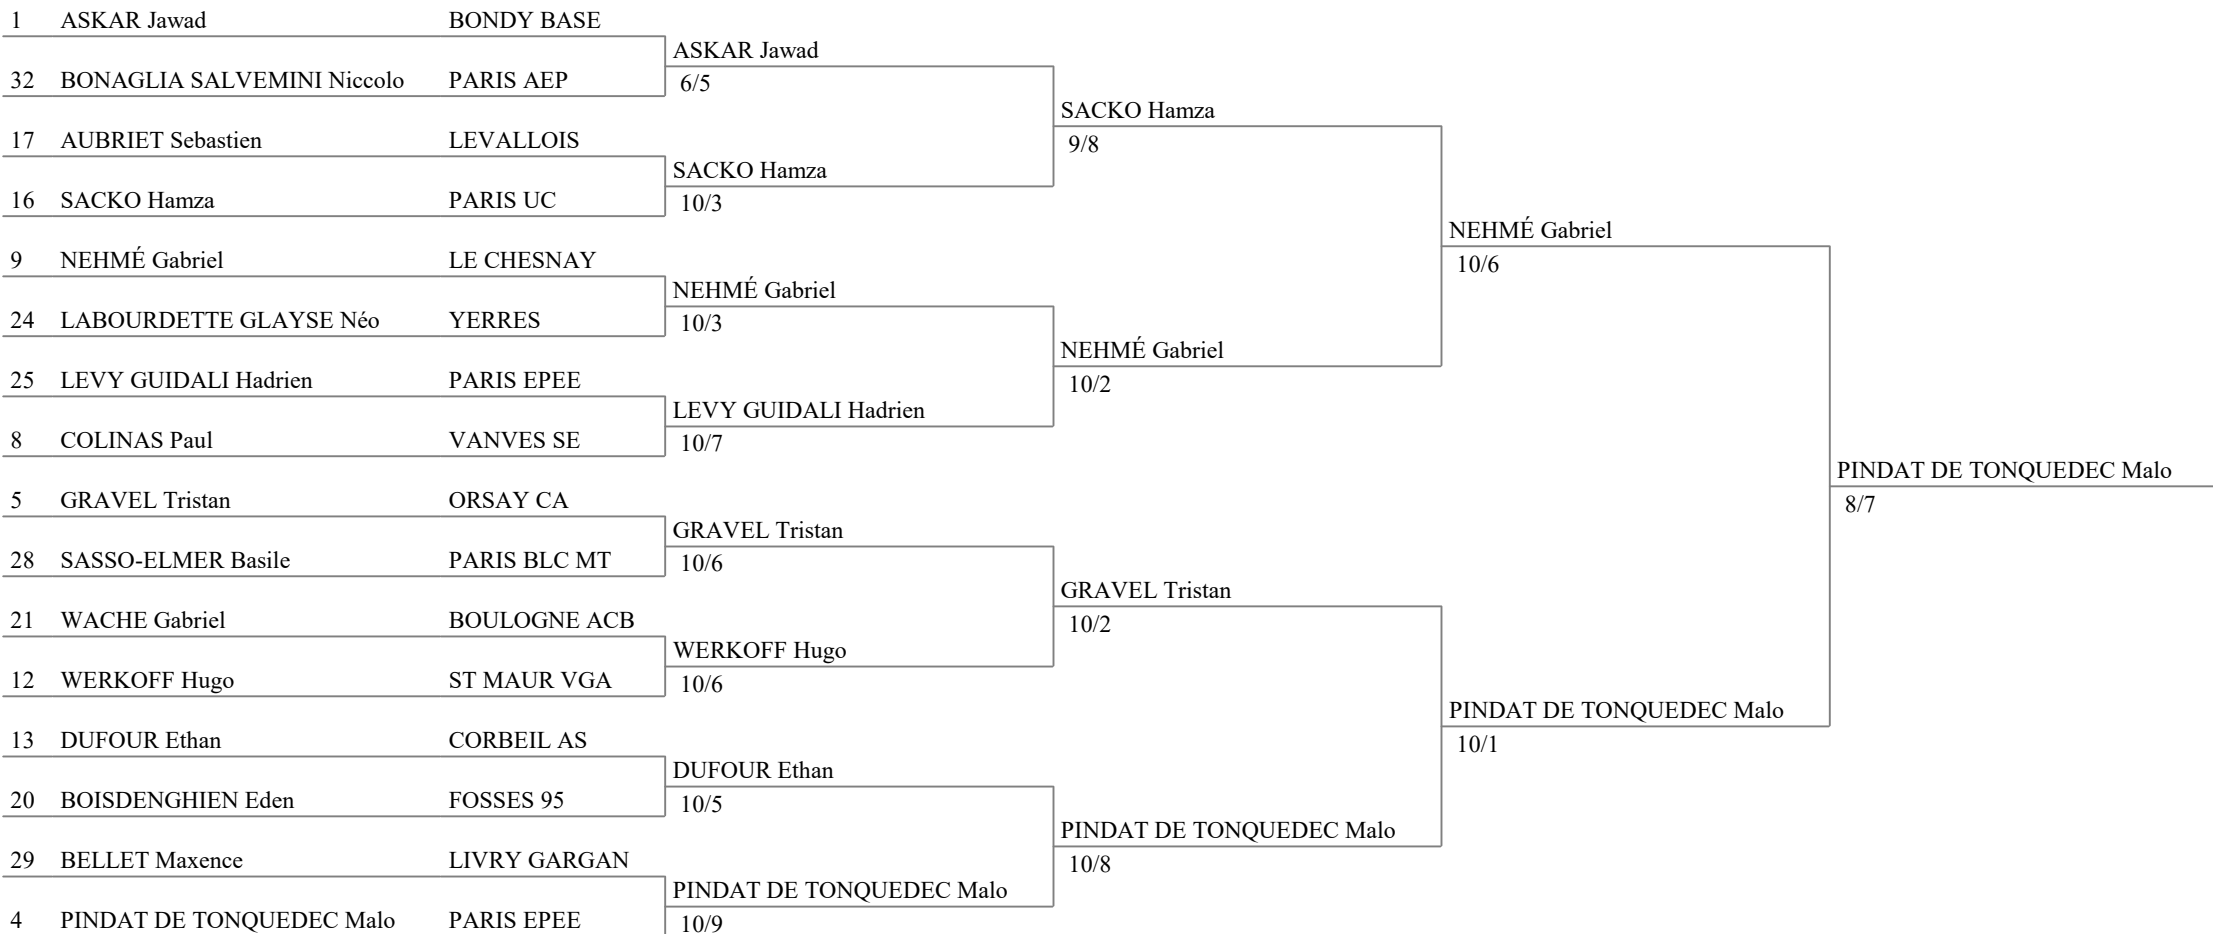 1 ASKAR Jawad BONDY BASE
ASKAR Jawad
32 BONAGLIA SALVEMINI Niccolo PARIS AEP 6/5
SACKO Hamza
17 AUBRIET Sebastien LEVALLOIS 9/8
SACKO Hamza
16 SACKO Hamza PARIS UC 10/3
NEHMÉ Gabriel
9 NEHMÉ Gabriel LE CHESNAY 10/6
NEHMÉ Gabriel
24 LABOURDETTE GLAYSE Néo YERRES 10/3
NEHMÉ Gabriel
25 LEVY GUIDALI Hadrien PARIS EPEE 10/2
LEVY GUIDALI Hadrien
8 COLINAS Paul VANVES SE 10/7
PINDAT DE TONQUEDEC Malo
5 GRAVEL Tristan ORSAY CA 8/7
GRAVEL Tristan
28 SASSO-ELMER Basile PARIS BLC MT 10/6
GRAVEL Tristan
21 WACHE Gabriel BOULOGNE ACB 10/2
WERKOFF Hugo
12 WERKOFF Hugo ST MAUR VGA 10/6
PINDAT DE TONQUEDEC Malo
13 DUFOUR Ethan CORBEIL AS 10/1
DUFOUR Ethan
20 BOISDENGHIEN Eden FOSSES 95 10/5
PINDAT DE TONQUEDEC Malo
29 BELLET Maxence LIVRY GARGAN 10/8
PINDAT DE TONQUEDEC Malo
4 PINDAT DE TONQUEDEC Malo PARIS EPEE 10/9